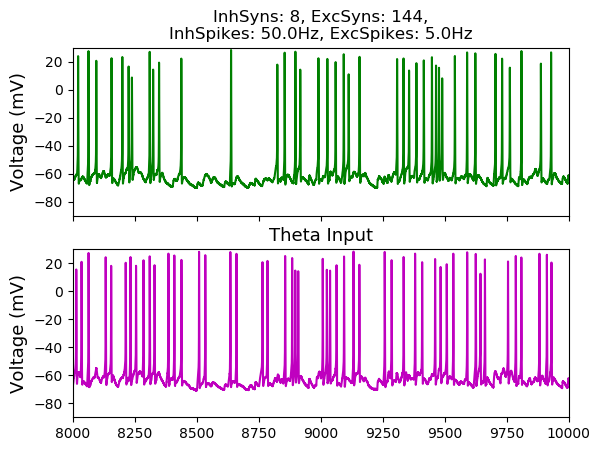 InhSyns: 8, ExcSyns: 144,
InhSpikes: 50.0Hz, ExcSpikes: 5.0Hz
Voltage (mV)
20
0
−20
−40
−60
−80
Theta Input
Voltage (mV)
20
0
−20
−40
−60
−80
8000 8250 8500 8750 9000 9250 9500 9750 10000